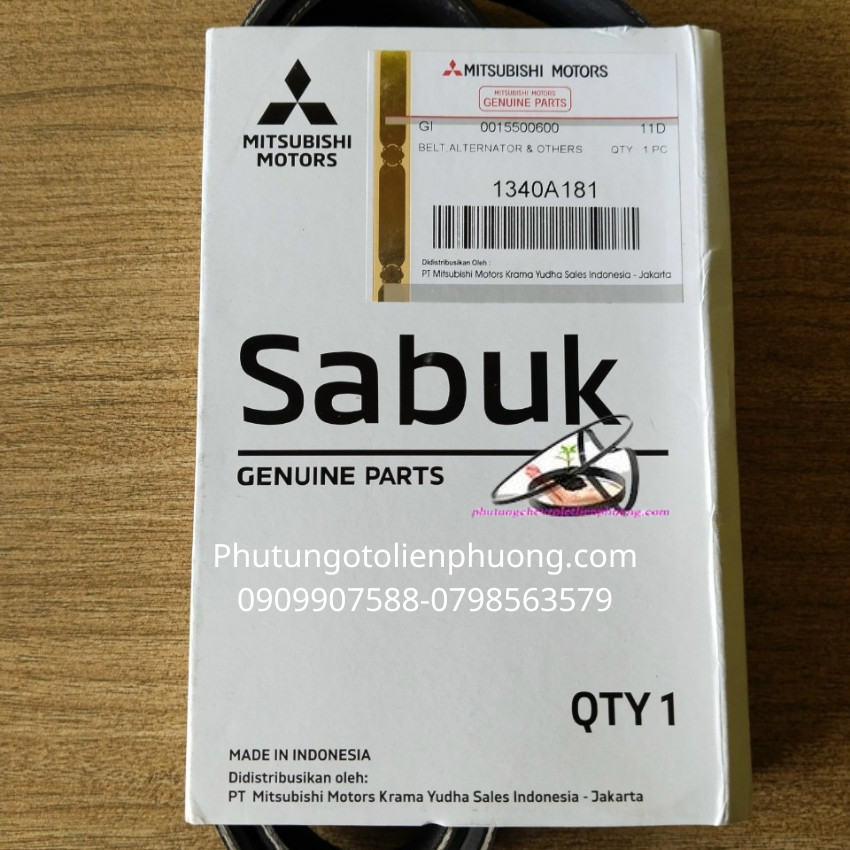 MITSUBISHI
MOTORS
MITSUBISHI MOTORS
MITSUBISHI MOTORS
GENUINE PARTS
GI 0015500600 11D
BELT,ALTERNATOR & OTHERS QTY 1 PC
1340A181
Didistribusikan Oleh :
PT Mitsubishi Motors Krama Yudha Sales Indonesia - Jakarta
Sabuk
GENUINE PARTS
phutungchevroletlienphuong.com
Phutungotolienphuong.com
0909907588-0798563579
QTY 1
MADE IN INDONESIA
Didistribusikan oleh:
PT Mitsubishi Motors Krama Yudha Sales Indonesia - Jakarta